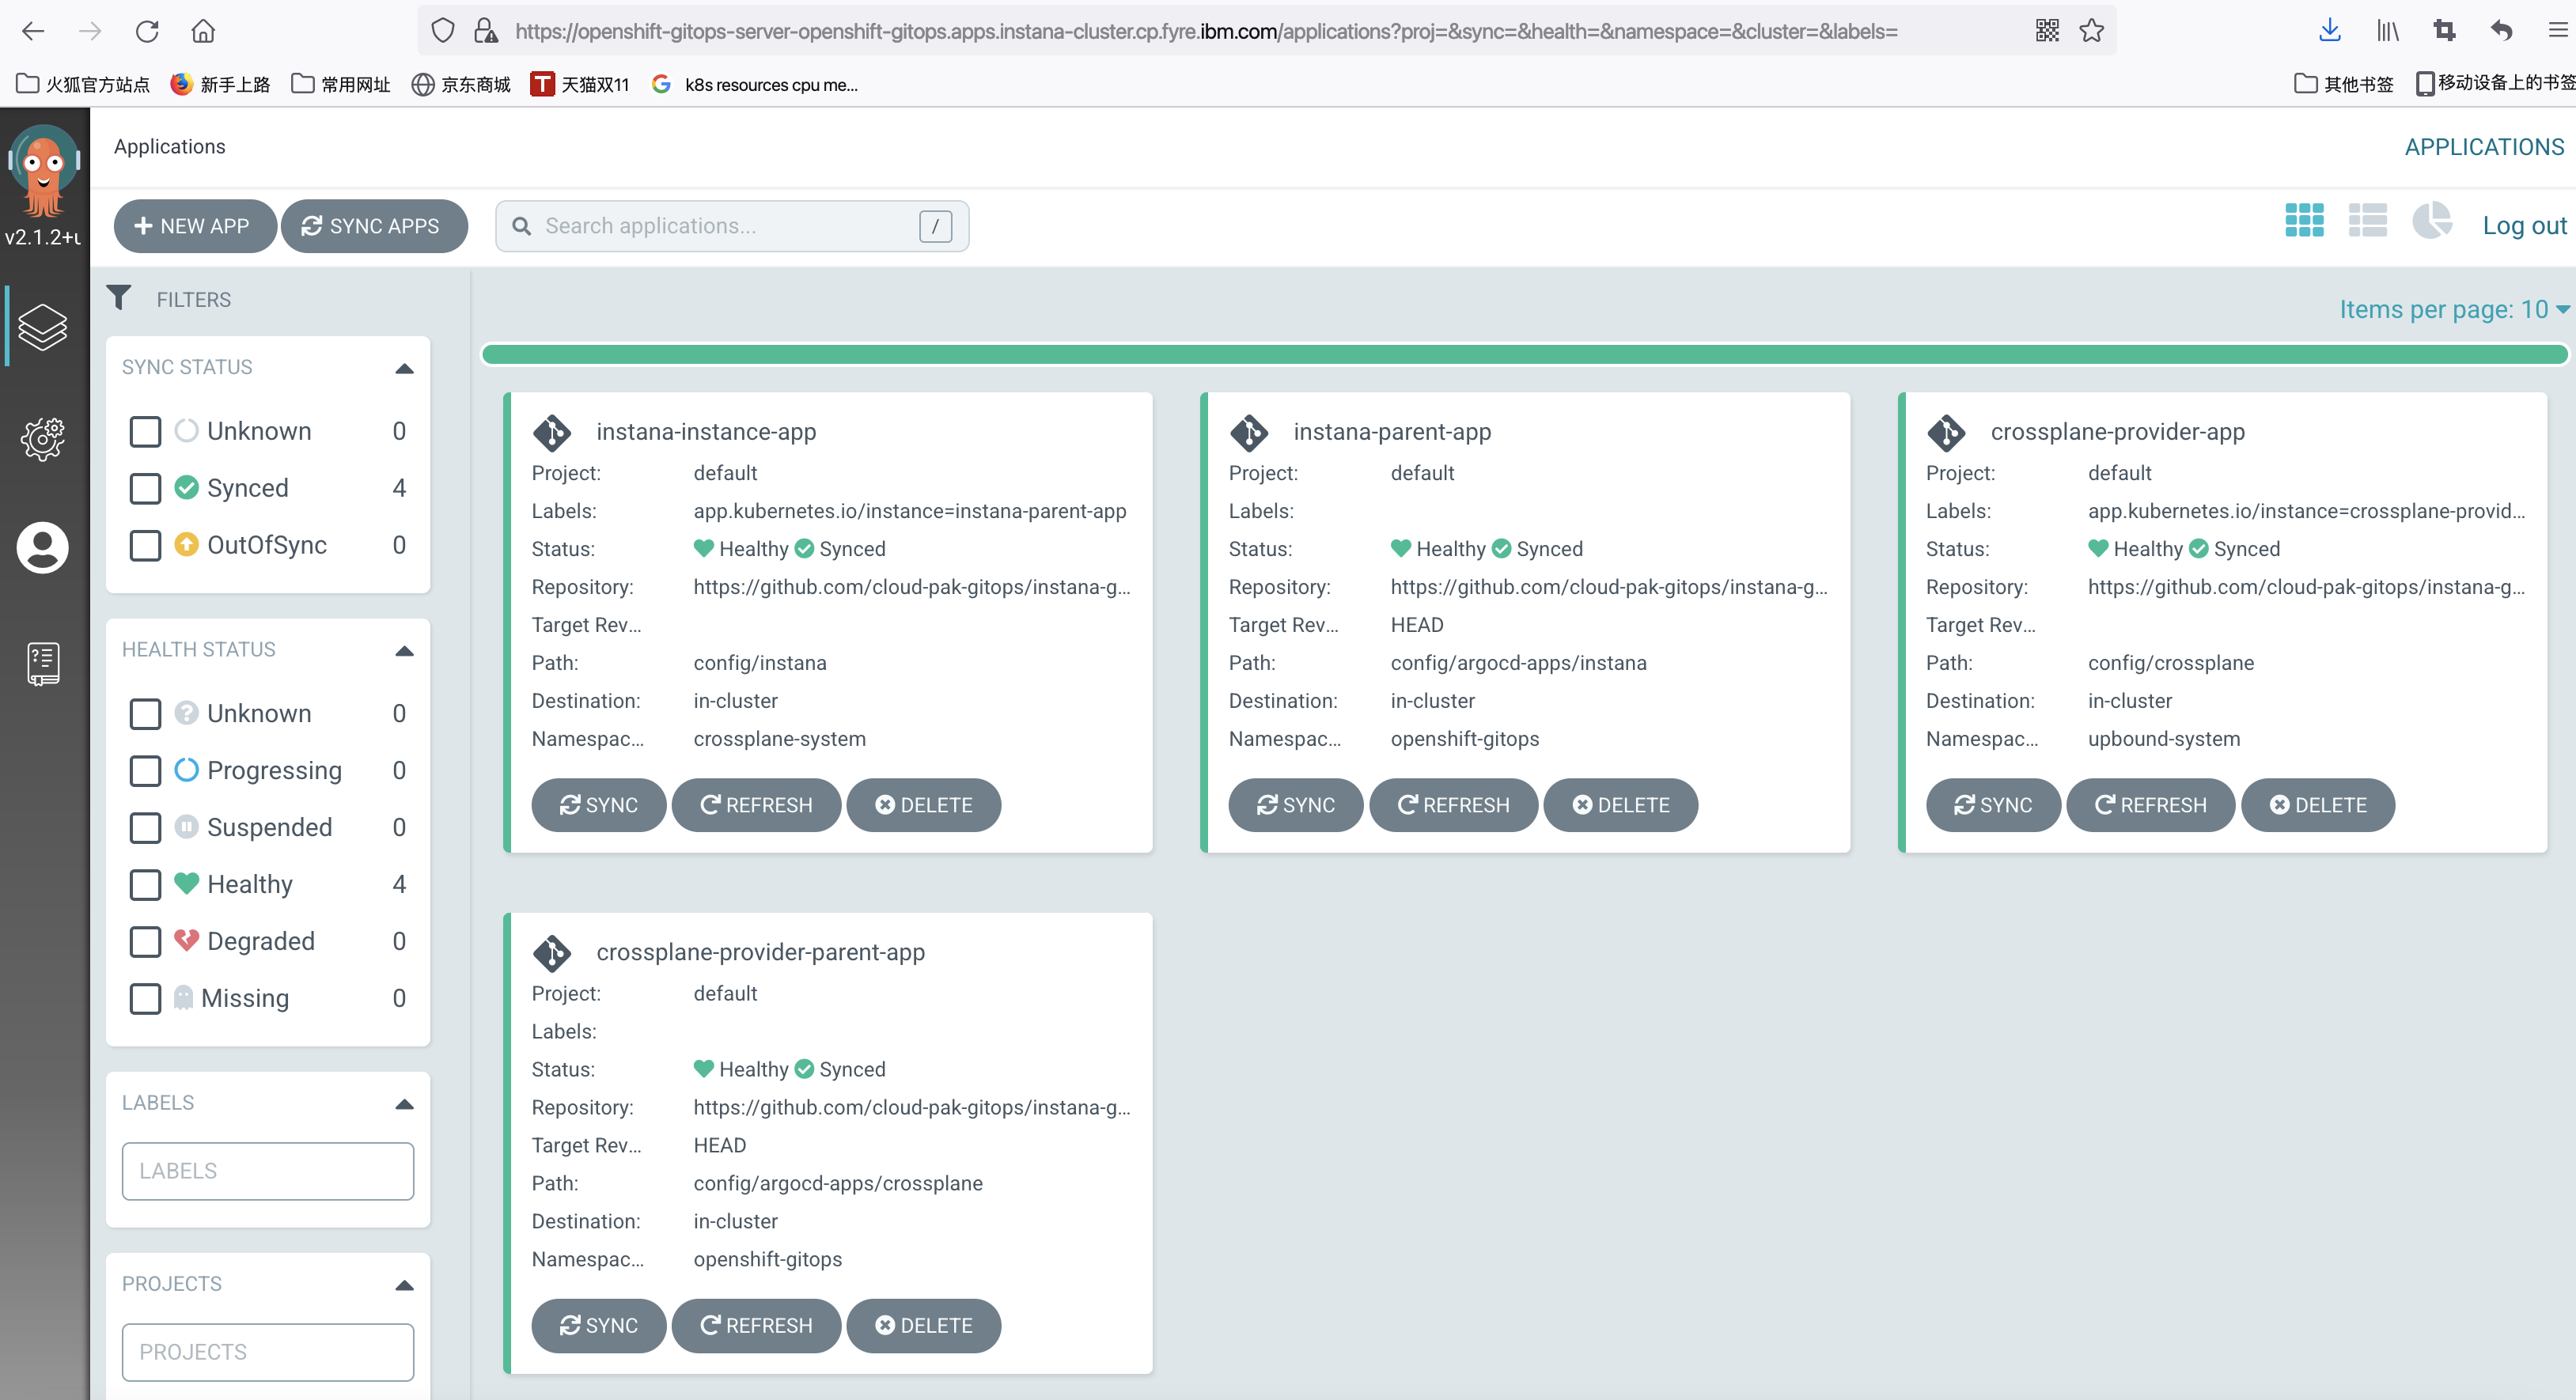 https://openshift-gitops-server-openshift-gitops.apps.instana-cluster.cp.fyre.ibm.com/applications?proj=&sync=&health=&namespace=&cluster=&labels=
火狐官方站点 新手上路 常用网址 京东商城 天猫双11 k8s resources cpu me... 其他书签 移动设备上的书签
Applications APPLICATIONS
v2.1.2+u
NEW APP SYNC APPS Search applications... / Log out
FILTERS
Items per page: 10
SYNC STATUS
Unknown 0
Synced 4
OutOfSync 0
HEALTH STATUS
Unknown 0
Progressing 0
Suspended 0
Healthy 4
Degraded 0
Missing 0
LABELS
LABELS
PROJECTS
PROJECTS
instana-instance-app
Project: default
Labels: app.kubernetes.io/instance=instana-parent-app
Status: Healthy Synced
Repository: https://github.com/cloud-pak-gitops/instana-g...
Target Rev...
Path: config/instana
Destination: in-cluster
Namespac... crossplane-system
SYNC REFRESH DELETE
instana-parent-app
Project: default
Labels:
Status: Healthy Synced
Repository: https://github.com/cloud-pak-gitops/instana-g...
Target Rev... HEAD
Path: config/argocd-apps/instana
Destination: in-cluster
Namespac... openshift-gitops
SYNC REFRESH DELETE
crossplane-provider-app
Project: default
Labels: app.kubernetes.io/instance=crossplane-provid...
Status: Healthy Synced
Repository: https://github.com/cloud-pak-gitops/instana-g...
Target Rev...
Path: config/crossplane
Destination: in-cluster
Namespac... upbound-system
SYNC REFRESH DELETE
crossplane-provider-parent-app
Project: default
Labels:
Status: Healthy Synced
Repository: https://github.com/cloud-pak-gitops/instana-g...
Target Rev... HEAD
Path: config/argocd-apps/crossplane
Destination: in-cluster
Namespac... openshift-gitops
SYNC REFRESH DELETE